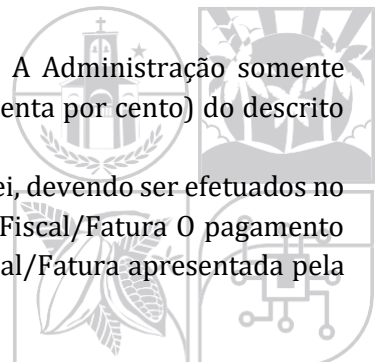 A Administração somente
enta por cento) do descrito
ei, devendo ser efetuados no
Fiscal/Fatura O pagamento
al/Fatura apresentada pela